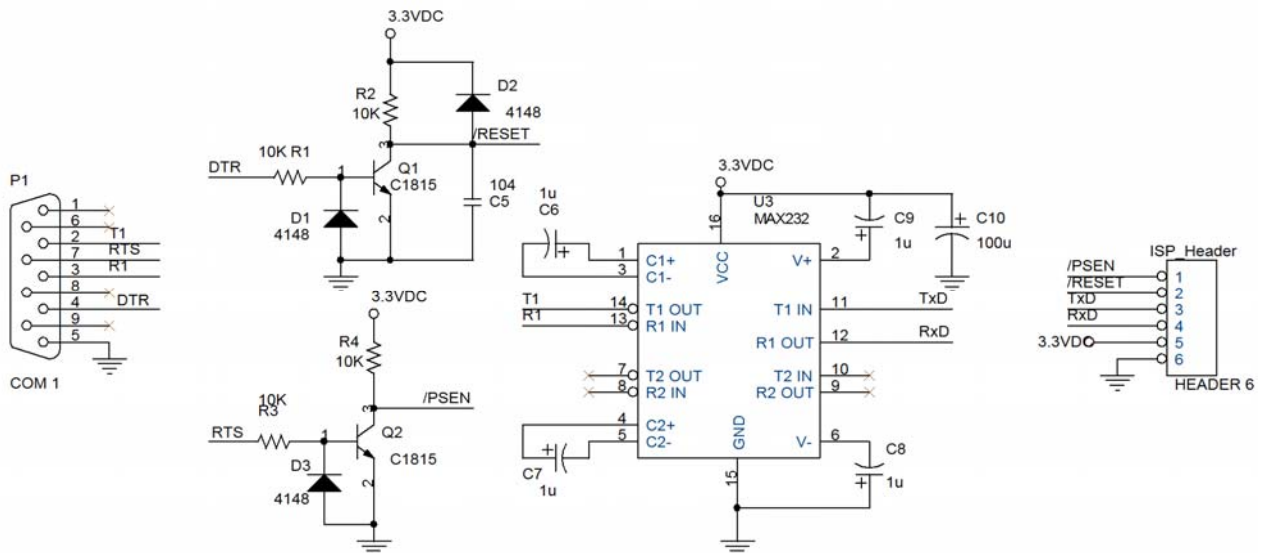 P1
1
6
2
7
3
8
4
9
5
T1
RTS
R1
DTR
COM 1
3.3VDC
R2
10K
D2
4148
/RESET
DTR
10K R1
1
3
Q1
C1815
2
D1
4148
104
C5
3.3VDC
R4
10K
/PSEN
RTS
10K
R3
1
3
Q2
C1815
2
D3
4148
1u
C6
3.3VDC
U3
MAX232
16
VCC
C9
1u
C10
100u
1 C1+
3 C1-
V+ 2
T1 14 T1 OUT
R1 13 R1 IN
T1 IN 11 TxD
R1 OUT 12 RxD
7 T2 OUT
8 R2 IN
T2 IN 10
R2 OUT 9
4 C2+
5 C2-
GND
15
V- 6
C7
1u
C8
1u
ISP_Header
/PSEN 1
/RESET 2
TxD 3
RxD 4
3.3VDC 5
6
HEADER 6